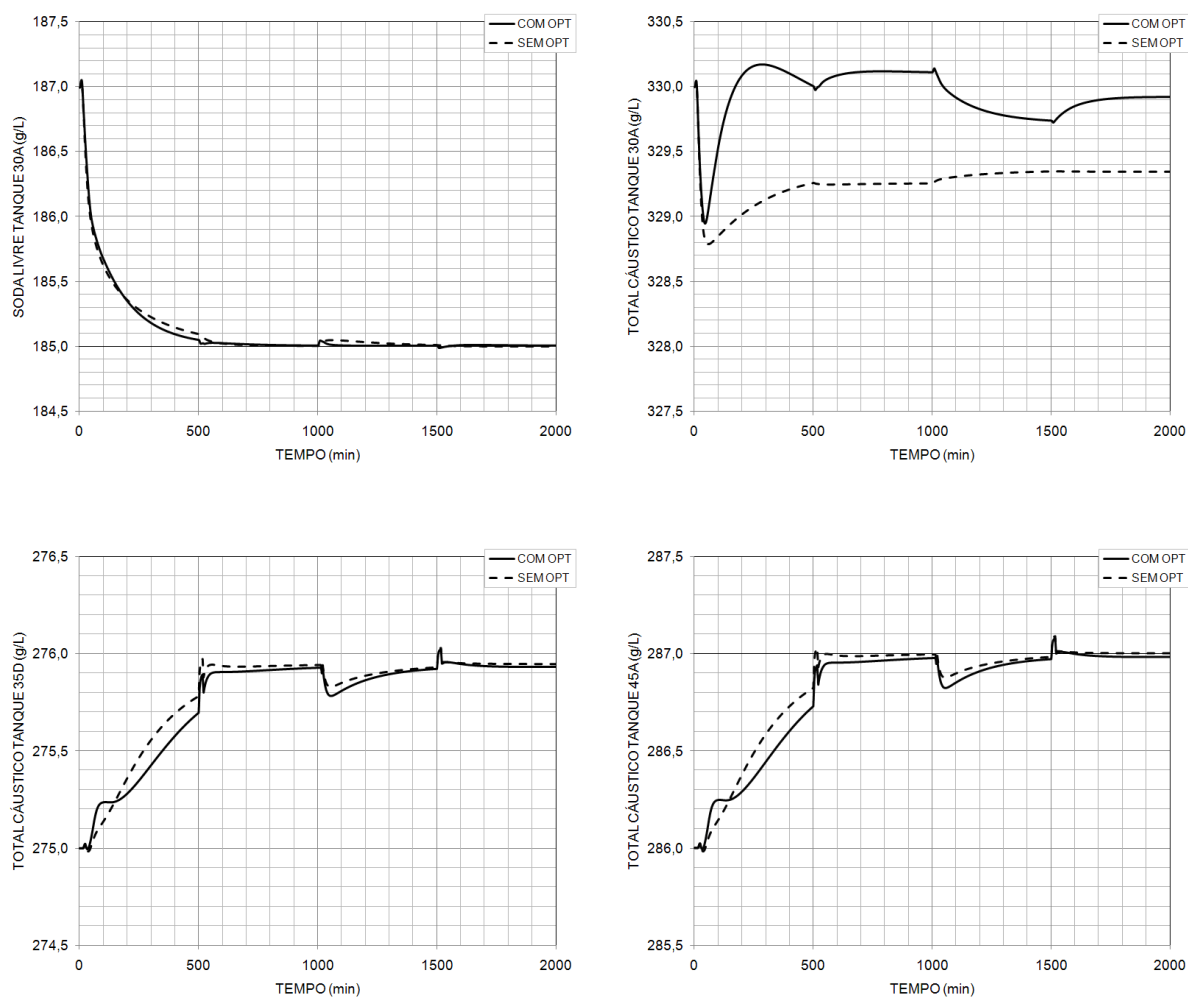 187,5
187,0
186,5
186,0
185,5
185,0
184,5
0 500 1000 1500 2000
TEMPO (min)
SODA LIVRE TANQUE 30A (g/L)
COM OPT
SEM OPT
330,5
330,0
329,5
329,0
328,5
328,0
327,5
0 500 1000 1500 2000
TEMPO (min)
TOTAL CÁUSTICO TANQUE 30A (g/L)
COM OPT
SEM OPT
276,5
276,0
275,5
275,0
274,5
0 500 1000 1500 2000
TEMPO (min)
TOTAL CÁUSTICO TANQUE 35D (g/L)
COM OPT
SEM OPT
287,5
287,0
286,5
286,0
285,5
0 500 1000 1500 2000
TEMPO (min)
TOTAL CÁUSTICO TANQUE 45A (g/L)
COM OPT
SEM OPT